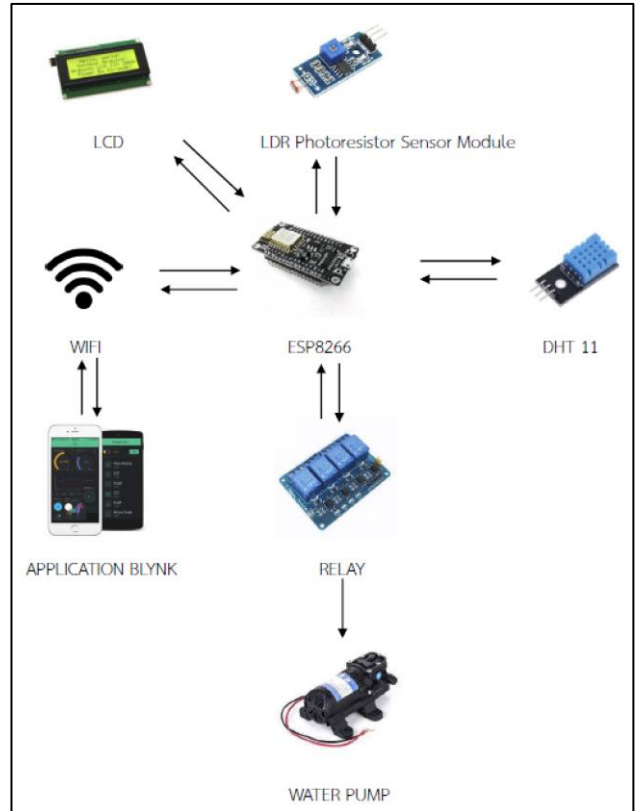 LCD
LDR Photoresistor Sensor Module
WIFI
ESP8266
DHT 11
APPLICATION BLYNK
RELAY
WATER PUMP